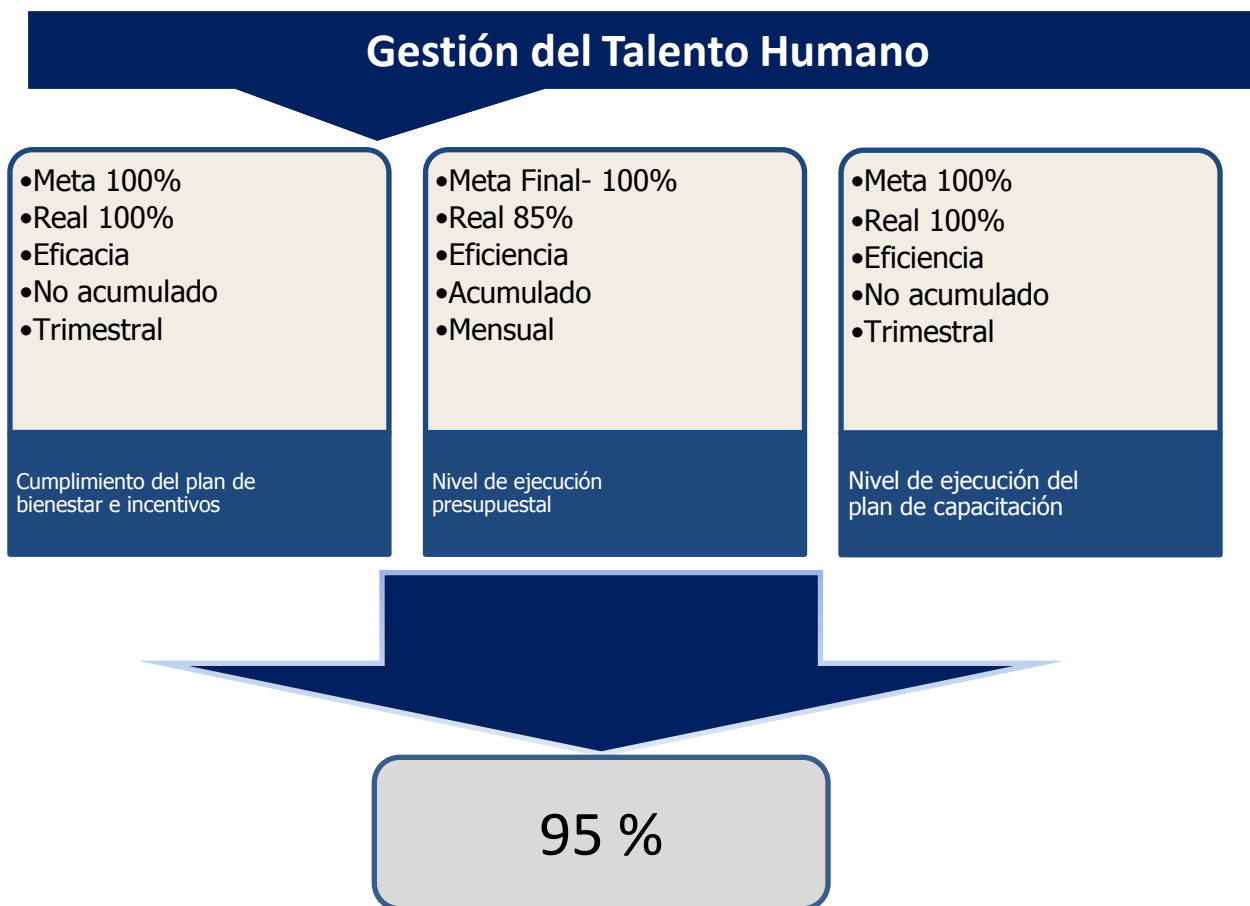 Gestión del Talento Humano
•Meta 100%
•Real 100%
•Eficacia
•No acumulado
•Trimestral
Cumplimiento del plan de
bienestar e incentivos
•Meta Final- 100%
•Real 85%
•Eficiencia
•Acumulado
•Mensual
Nivel de ejecución
presupuestal
•Meta 100%
•Real 100%
•Eficiencia
•No acumulado
•Trimestral
Nivel de ejecución del
plan de capacitación
95 %